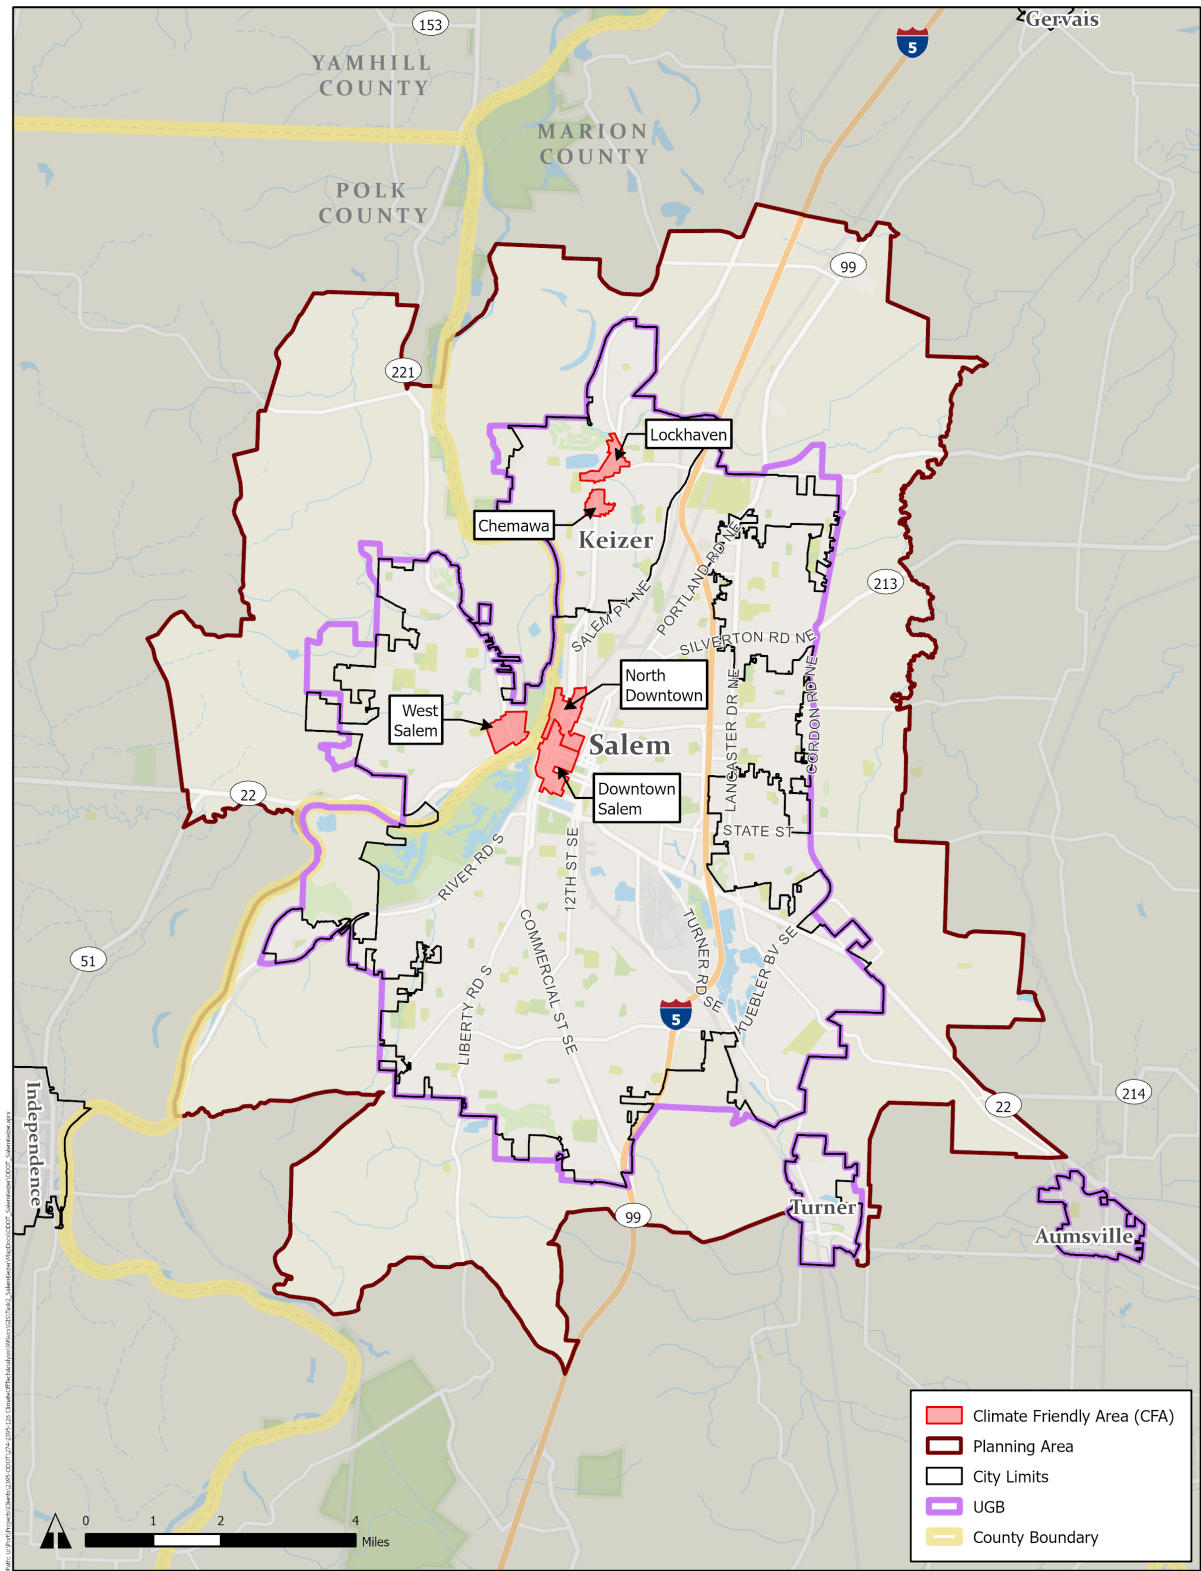 153
5
Gervais
YAMHILL
COUNTY
MARION
COUNTY
POLK
COUNTY
99
221
Lockhaven
Chemawa
Keizer
213
SALEM PY NE
PORTLAND RD NE
SILVERTON RD NE
North
Downtown
West
Salem
Salem
LANCASTER DR NE
CORDON RD NE
22
Downtown
Salem
STATE ST
RIVER RD S
12TH ST SE
COMMERCIAL ST SE
TURNER RD SE
TUEBLER BV SE
51
LIBERTY RD S
5
Independence
22
214
99
Turner
Aumsville
Climate Friendly Area (CFA)
Planning Area
City Limits
UGB
County Boundary
0 1 2 4
Miles